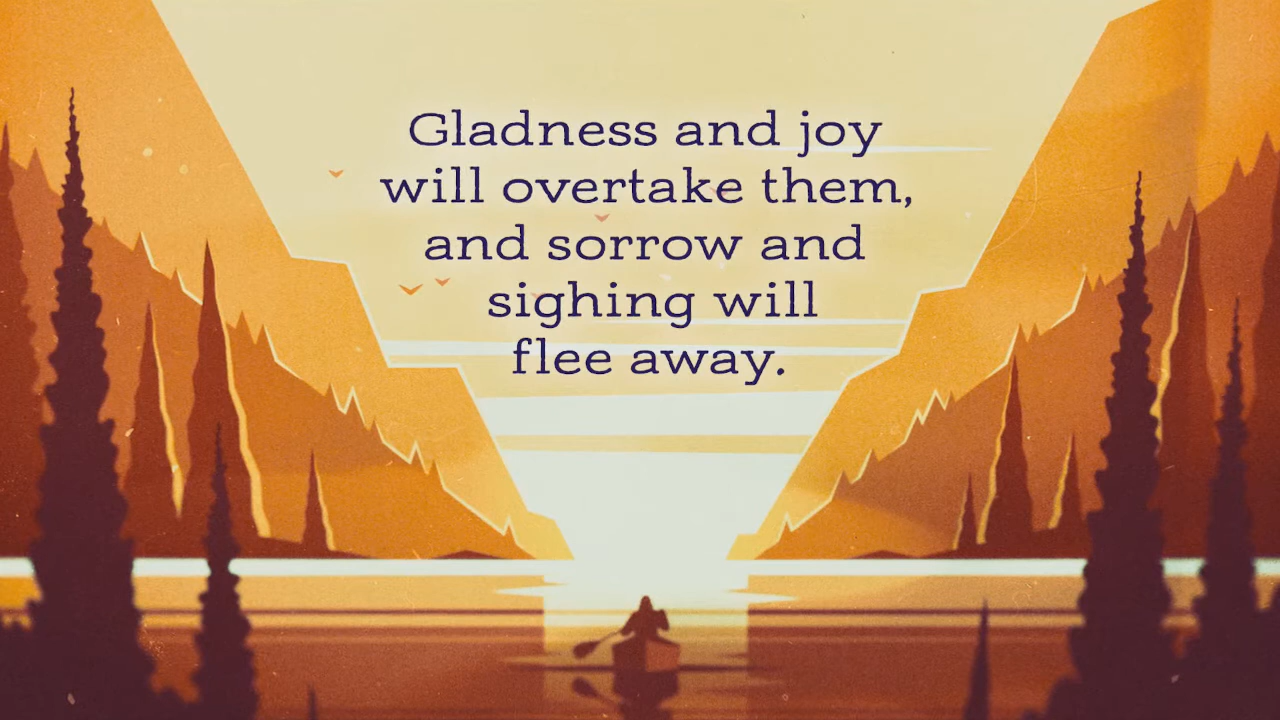 Gladness and joy
will overtake them,
and sorrow and
sighing will
flee away.